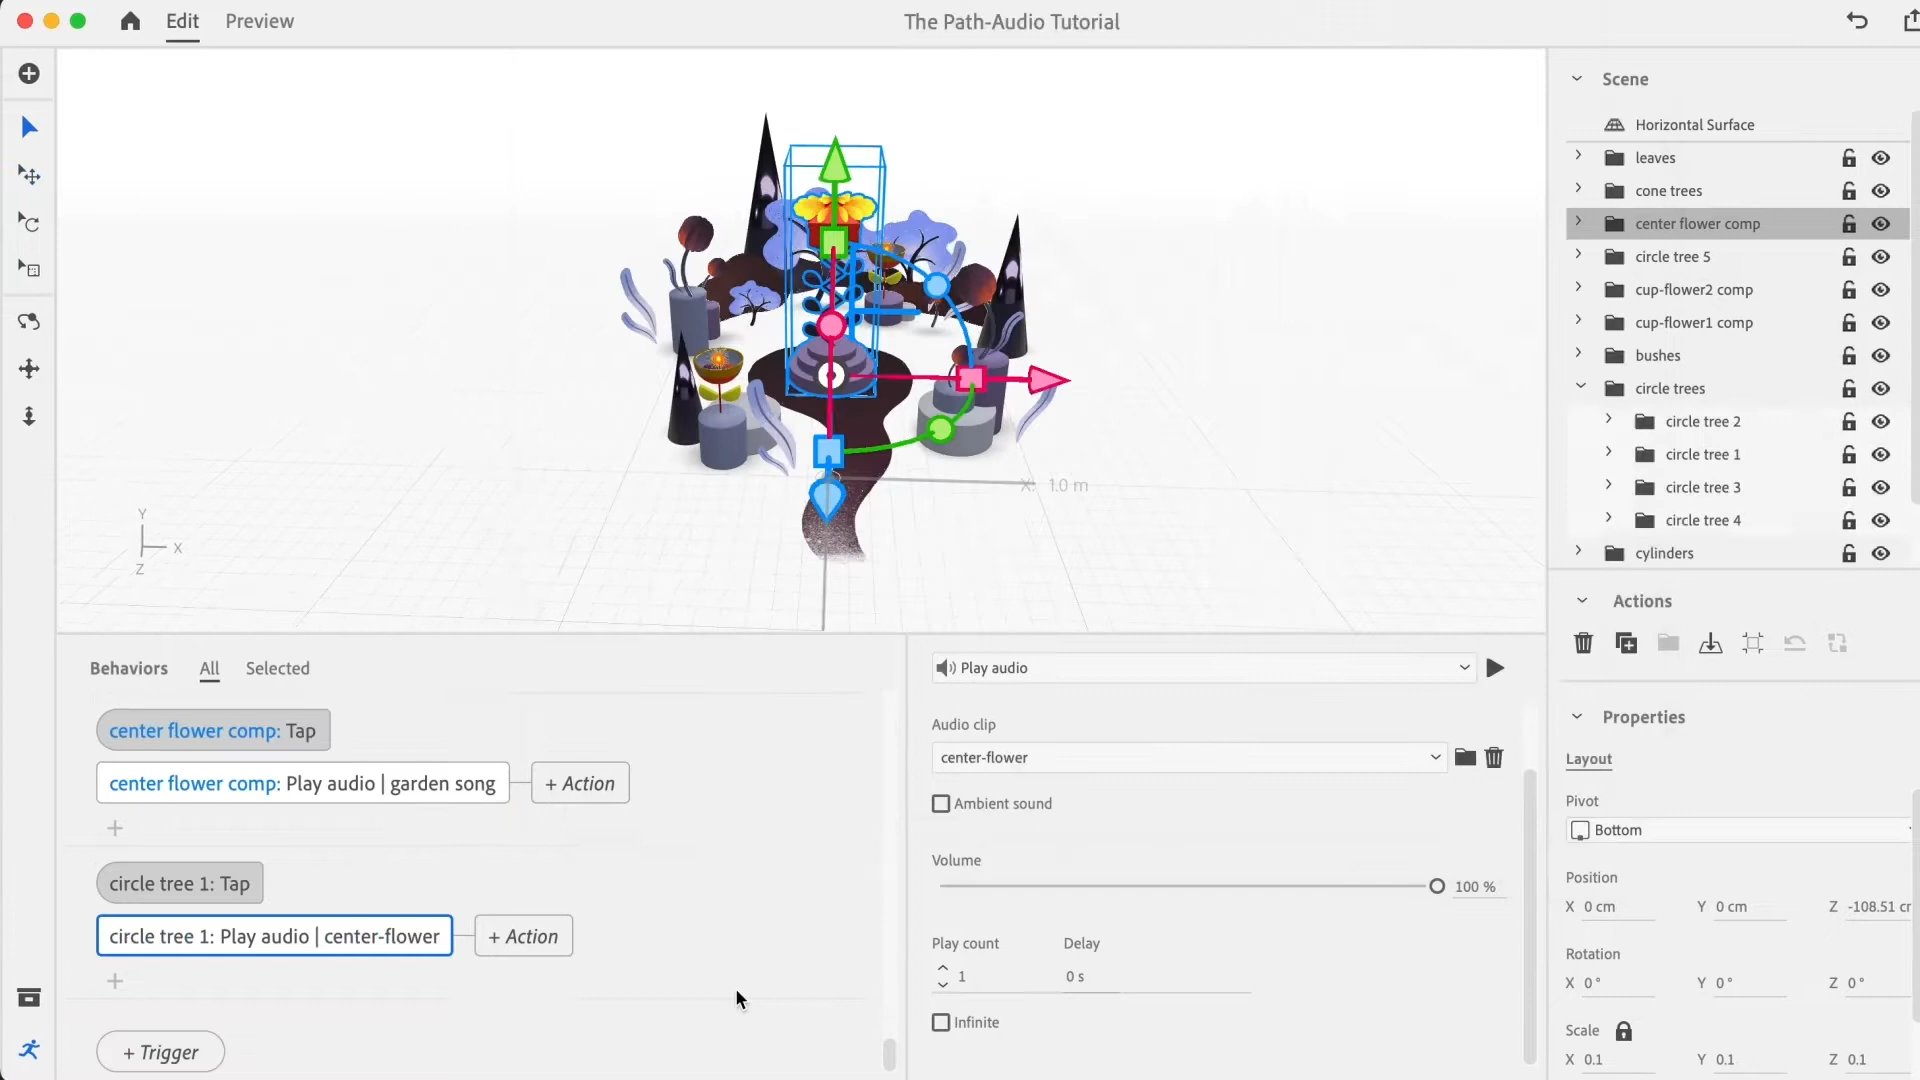 Edit Preview The Path-Audio Tutorial
Scene
Horizontal Surface
leaves
cone trees
center flower comp
circle tree 5
cup-flower2 comp
cup-flower1 comp
bushes
circle trees
circle tree 2
circle tree 1
circle tree 3
circle tree 4
cylinders
X: 1.0 m
Y
X
Z
Actions
Properties
Layout
Pivot
Bottom
Position
X 0 cm Y 0 cm Z -108.51 cr
Rotation
X 0° Y 0° Z 0°
Scale
X 0.1 Y 0.1 Z 0.1
Behaviors All Selected
center flower comp: Tap
center flower comp: Play audio | garden song + Action
+
circle tree 1: Tap
circle tree 1: Play audio | center-flower + Action
+
+ Trigger
Play audio
Audio clip
center-flower
Ambient sound
Volume
100 %
Play count Delay
1 0 s
Infinite